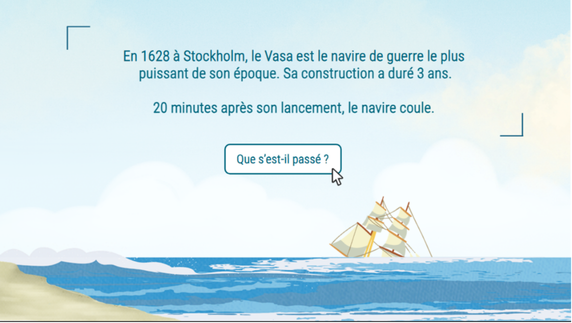 En 1628 à Stockholm, le Vasa est le navire de guerre le plus
puissant de son époque. Sa construction a duré 3 ans.
20 minutes après son lancement, le navire coule.
Que s'est-il passé ?